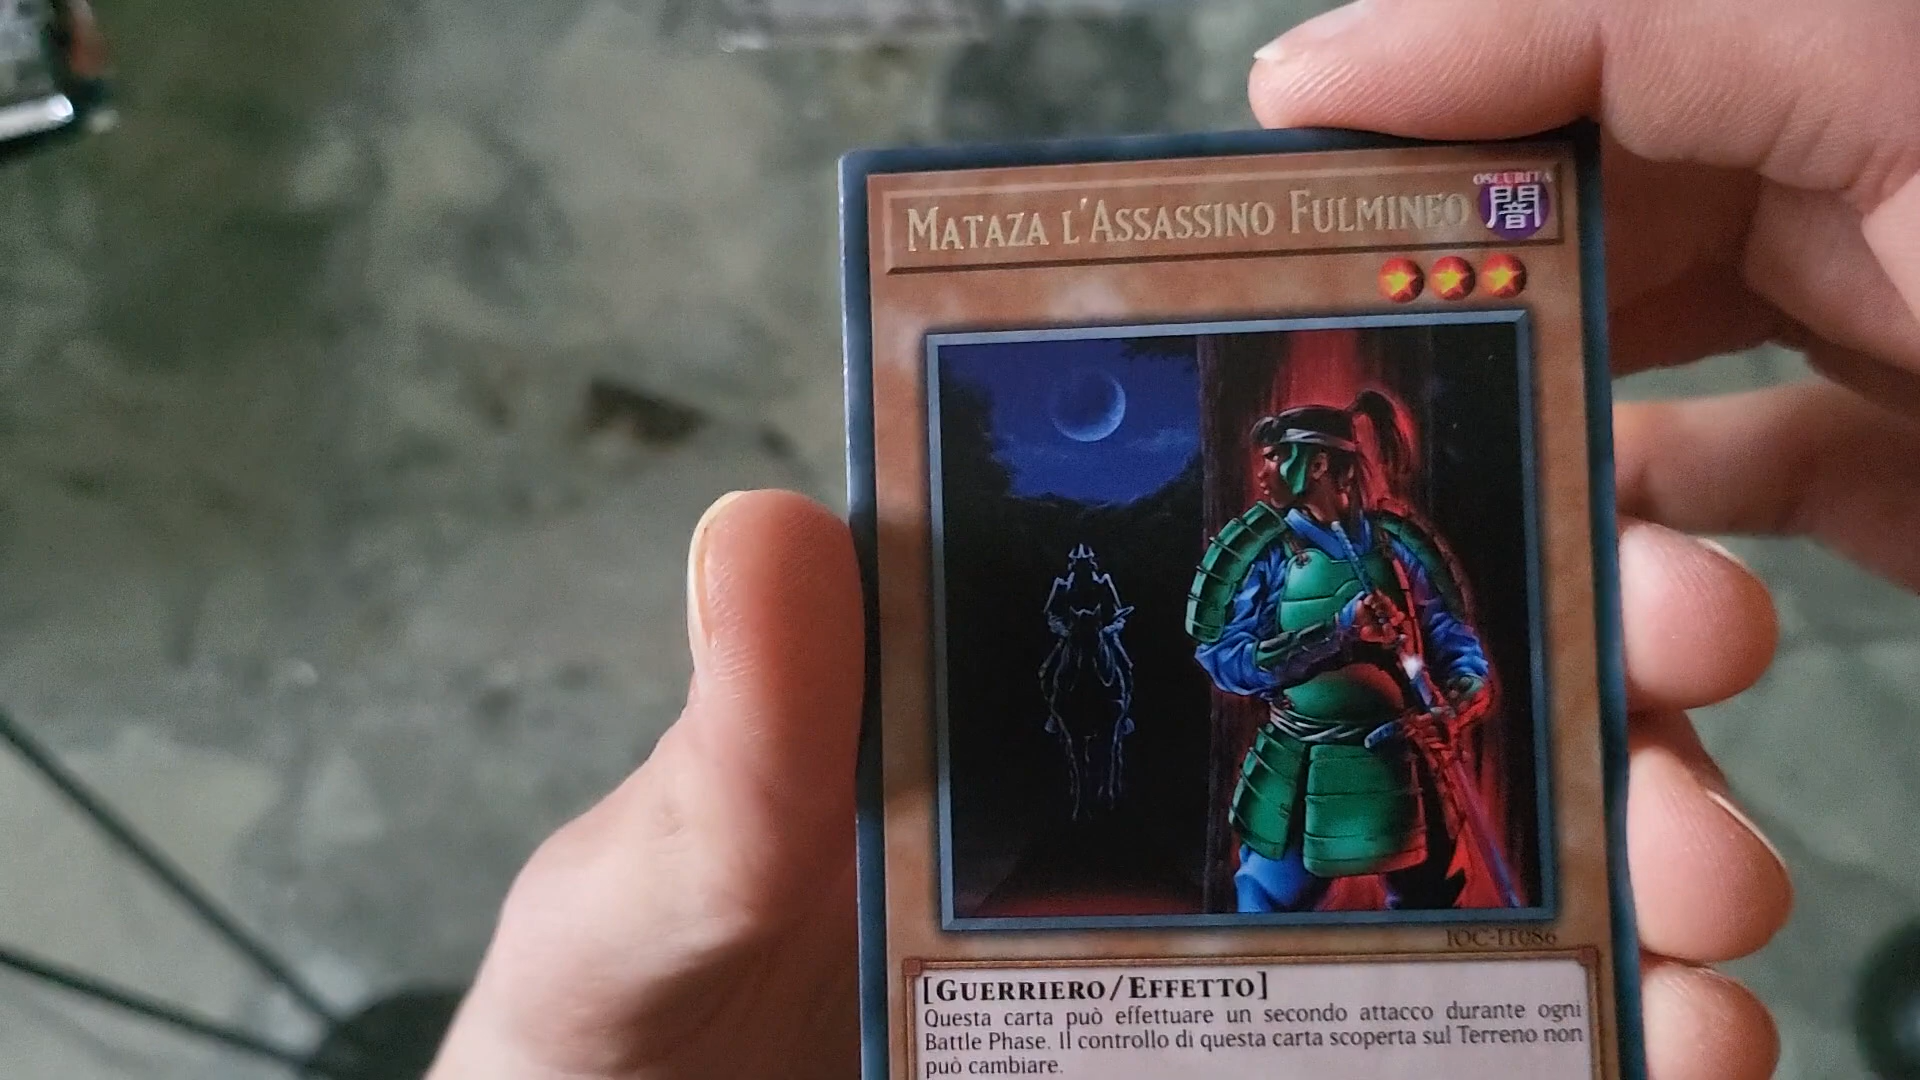 MATAZA L'ASSASSINO FULMINEO
OSCURITÀ
闇
IOC-IT086
[GUERRIERO/EFFETTO]
Questa carta può effettuare un secondo attacco durante ogni
Battle Phase. Il controllo di questa carta scoperta sul Terreno non
può cambiare.